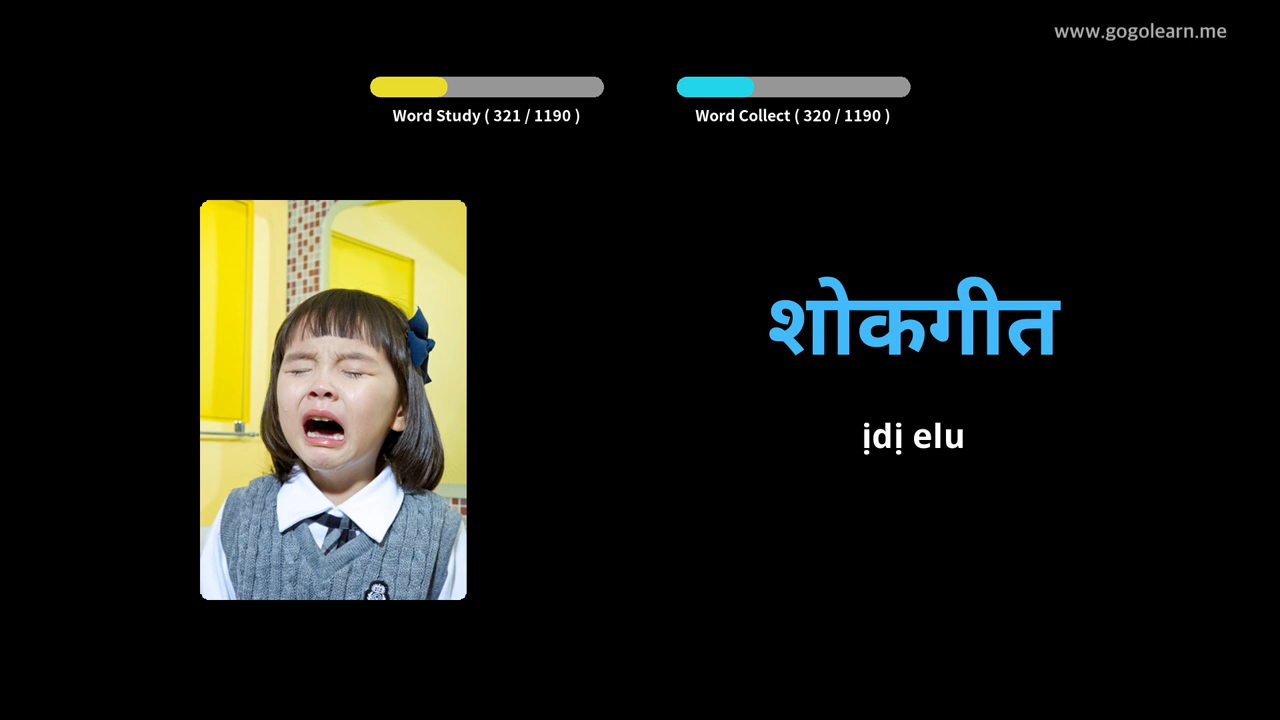 www.gogolearn.me
Word Study ( 321 / 1190 )
Word Collect ( 320 / 1190 )
शोकगीत
ịdị elu